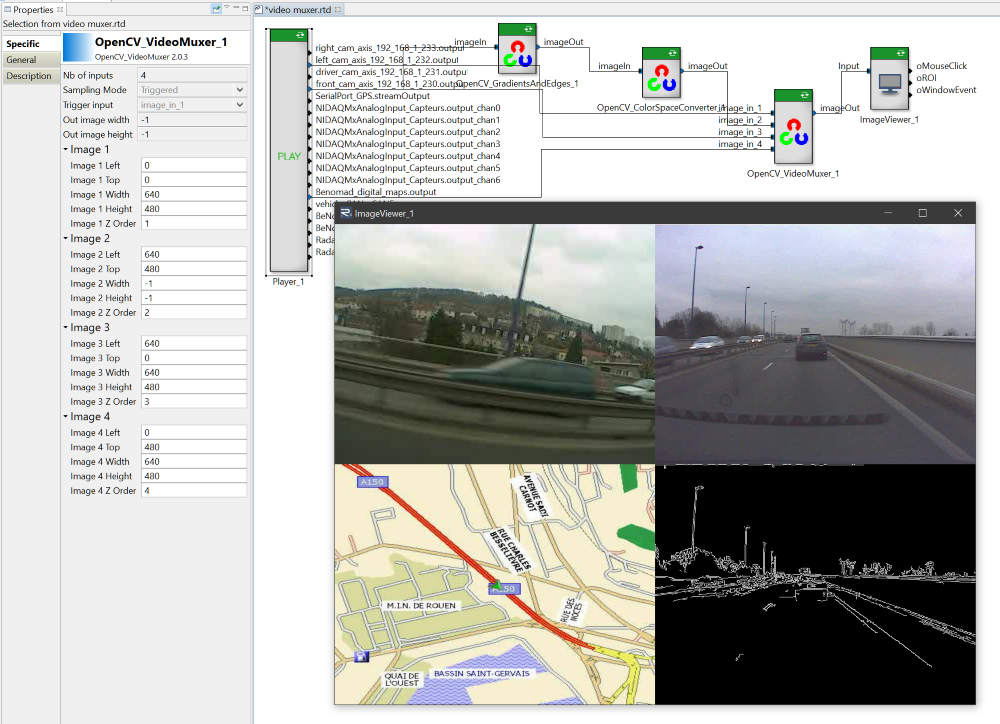 Properties
Selection from video muxer.rtd
Specific
General
Description
OpenCV_VideoMuxer_1
OpenCV_VideoMuxer 2.0.3
Nb of inputs 4
Sampling Mode Triggered
Trigger input image_in_1
Out image width -1
Out image height -1
Image 1
Image 1 Left 0
Image 1 Top 0
Image 1 Width 640
Image 1 Height 480
Image 1 Z Order 1
Image 2
Image 2 Left 640
Image 2 Top 480
Image 2 Width -1
Image 2 Height -1
Image 2 Z Order 2
Image 3
Image 3 Left 640
Image 3 Top 0
Image 3 Width 640
Image 3 Height 480
Image 3 Z Order 3
Image 4
Image 4 Left 0
Image 4 Top 480
Image 4 Width 640
Image 4 Height 480
Image 4 Z Order 4
*video muxer.rtd
PLAY
Player_1
right_cam_axis_192_168_1_233.output
left_cam_axis_192_168_1_232.output
driver_cam_axis_192_168_1_231.output
front_cam_axis_192_168_1_230.output
SerialPort_GPS.streamOutput
NIDAQMxAnalogInput_Capteurs.output_chan0
NIDAQMxAnalogInput_Capteurs.output_chan1
NIDAQMxAnalogInput_Capteurs.output_chan2
NIDAQMxAnalogInput_Capteurs.output_chan3
NIDAQMxAnalogInput_Capteurs.output_chan4
NIDAQMxAnalogInput_Capteurs.output_chan5
NIDAQMxAnalogInput_Capteurs.output_chan6
Benomad_digital_maps.output
BeNo
BeNo
Rada
Rada
imageIn
imageOut
OpenCV_GradientsAndEdges_1
imageIn
imageOut
OpenCV_ColorSpaceConverter_1
image_in_1
image_in_2
image_in_3
image_in_4
imageOut
OpenCV_VideoMuxer_1
Input
oMouseClick
oROI
oWindowEvent
ImageViewer_1
ImageViewer_1
A150
AVENUE SADI
CARNOT
RUE CHARLES
BESSELIÈVRE
A150
M.I.N. DE ROUEN
RUE DES
NOCES
QUAI DE
L'OUEST
BASSIN SAINT-GERVAIS